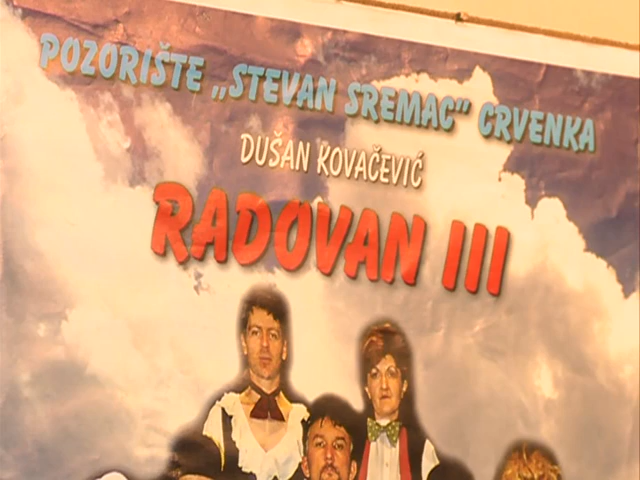 POZORIŠTE „STEVAN SREMAC" CRVENKA
DUŠAN KOVAČEVIĆ
RADOVAN III